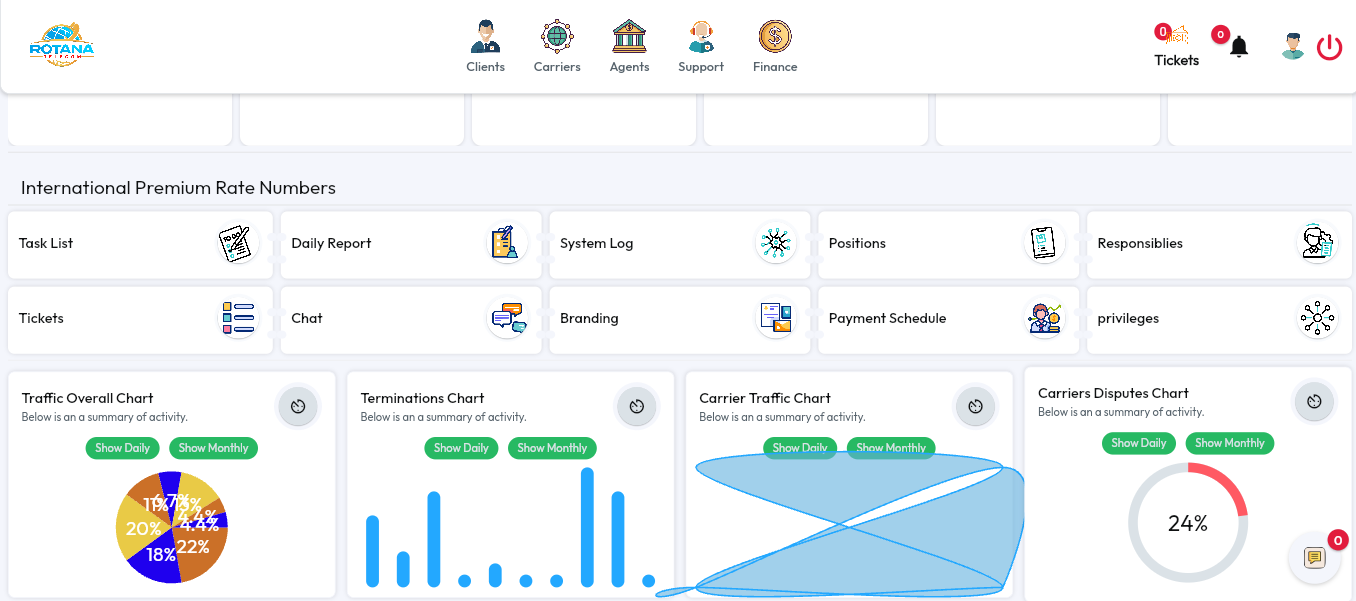 ROTANA
TELECOM
Clients
Carriers
Agents
Support
Finance
0
Tickets
0
International Premium Rate Numbers
Task List
Daily Report
System Log
Positions
Responsiblies
Tickets
Chat
Branding
Payment Schedule
privileges
Traffic Overall Chart
Below is an a summary of activity.
Show Daily
Show Monthly
11%
6.7%
13%
4.4%
4.4%
20%
22%
18%
Terminations Chart
Below is an a summary of activity.
Show Daily
Show Monthly
Carrier Traffic Chart
Below is an a summary of activity.
Show Daily
Show Monthly
Carriers Disputes Chart
Below is an a summary of activity.
Show Daily
Show Monthly
24%
0